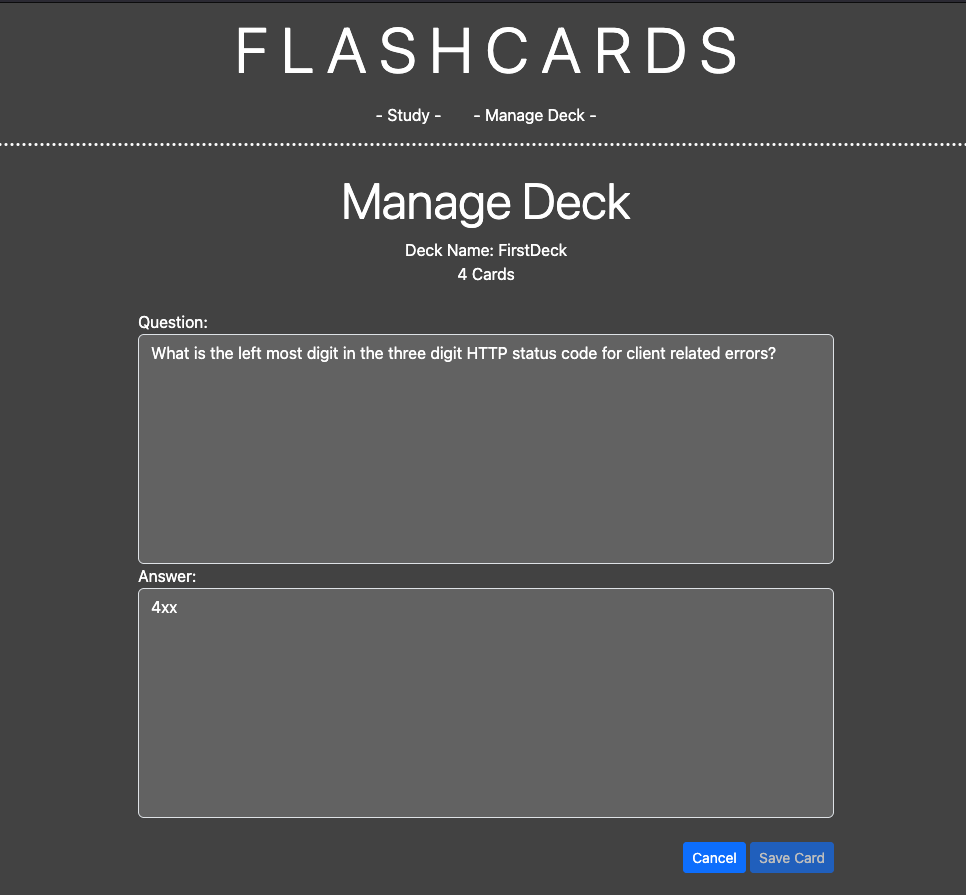 FLASHCARDS
- Study - - Manage Deck -
Manage Deck
Deck Name: FirstDeck
4 Cards
Question:
What is the left most digit in the three digit HTTP status code for client related errors?
Answer:
4xx
Cancel Save Card